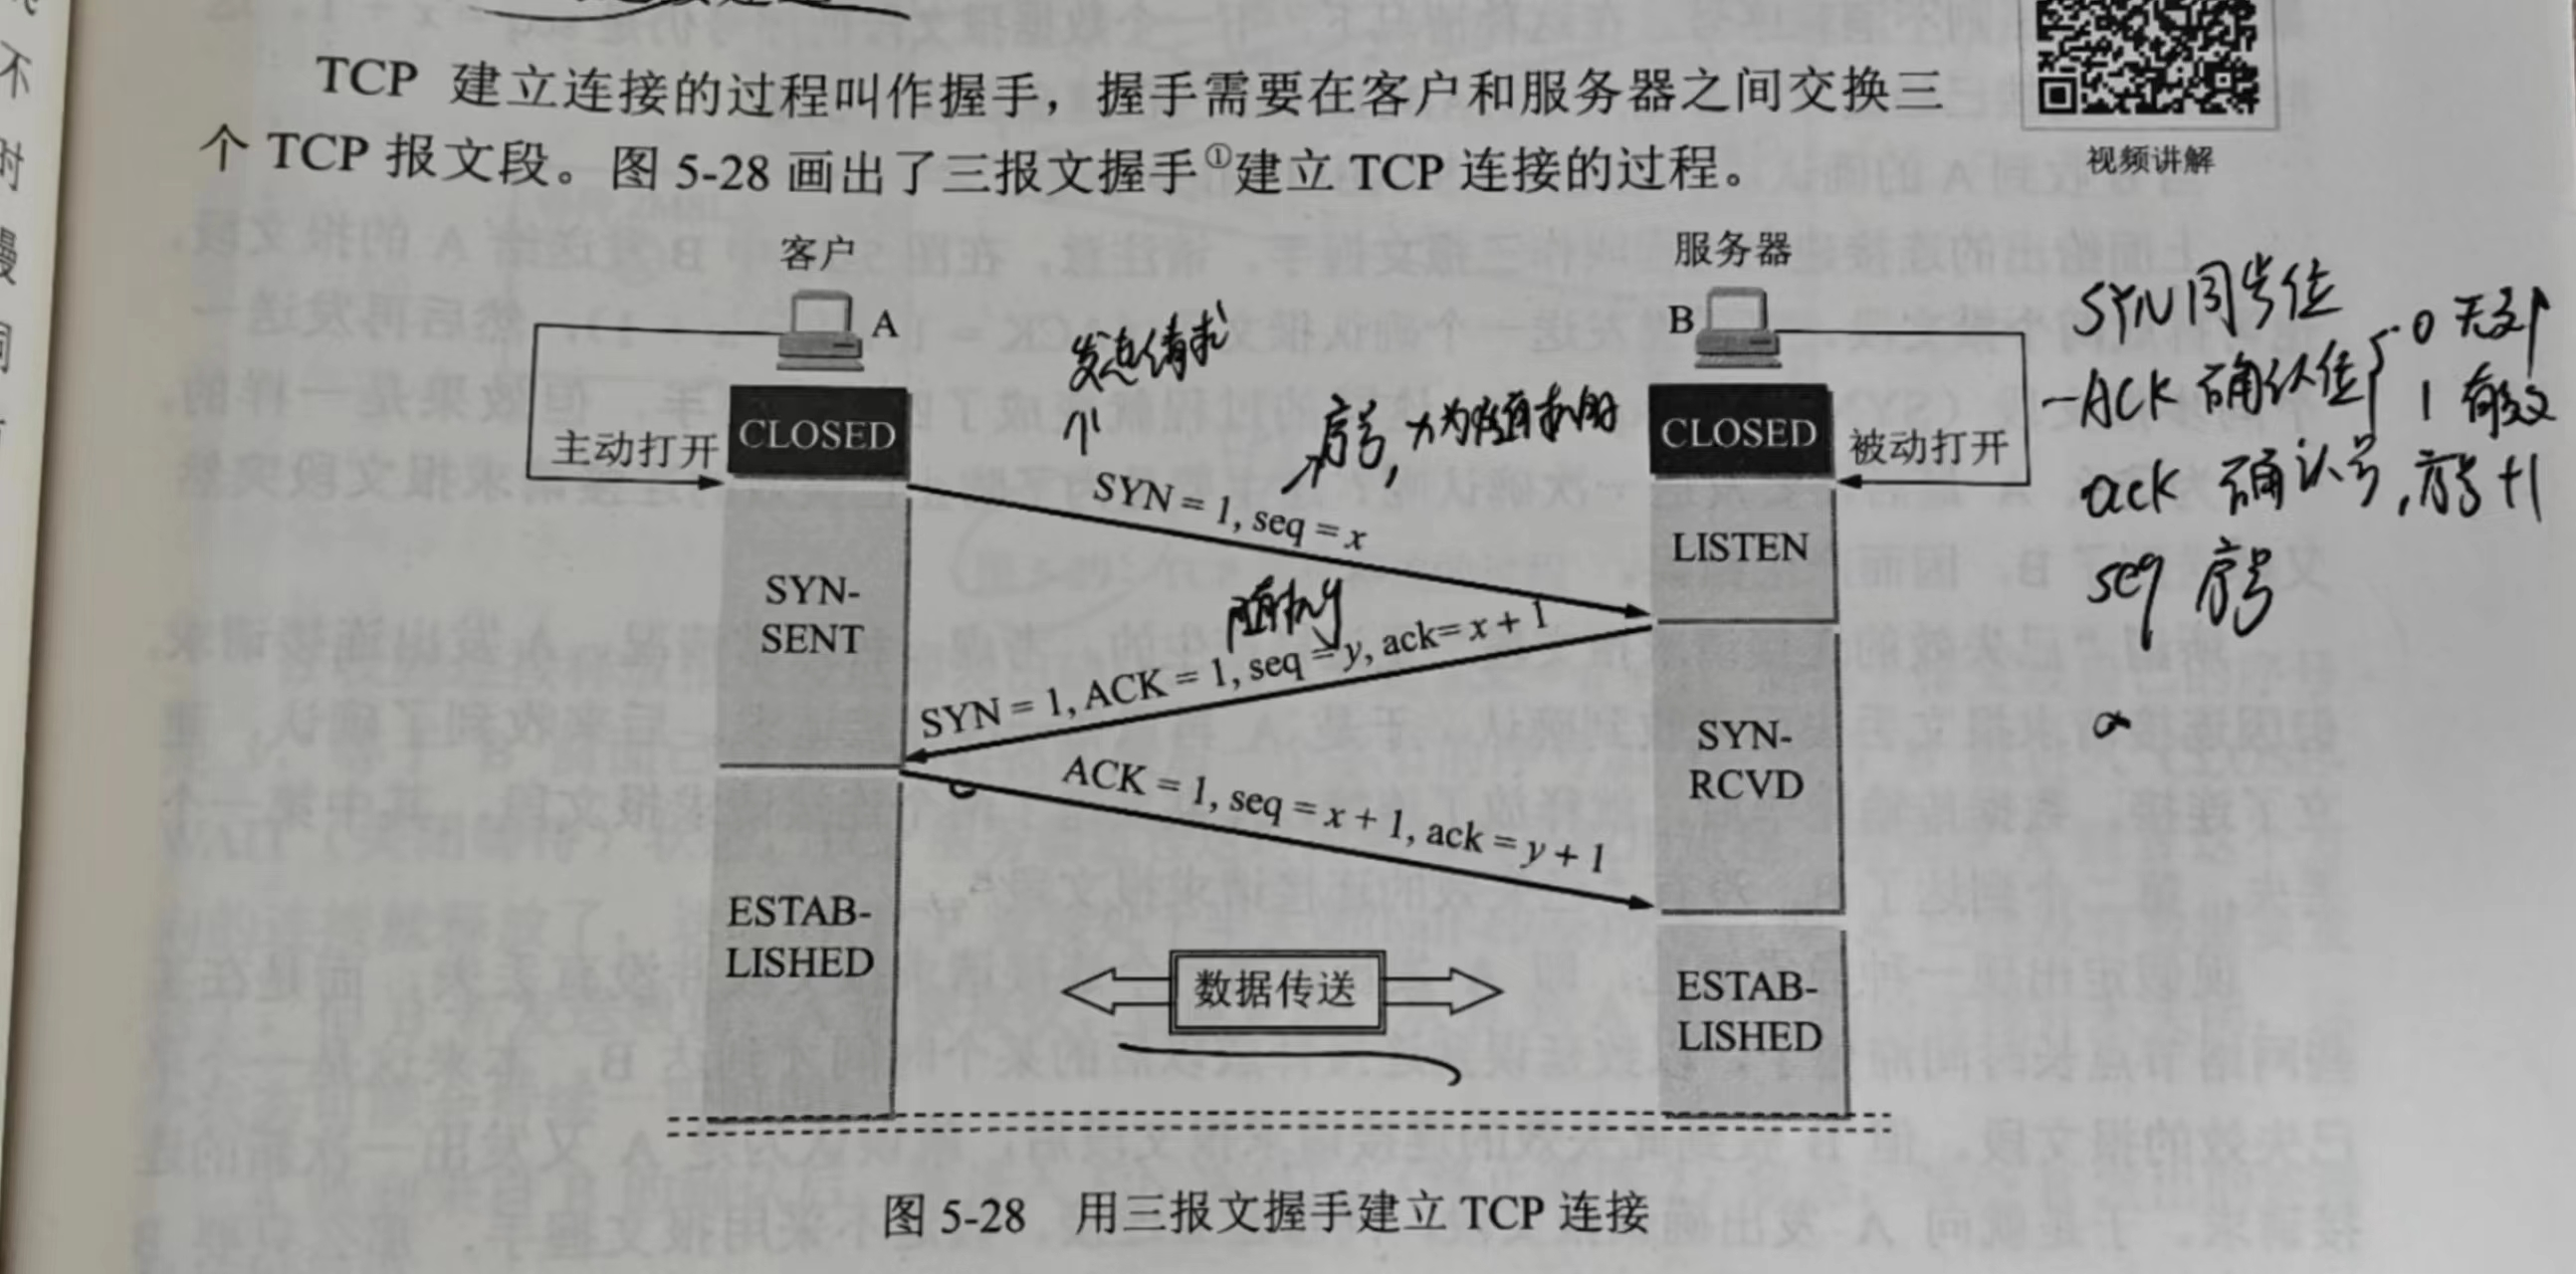 TCP 建立连接的过程叫作握手，握手需要在客户和服务器之间交换三
个 TCP 报文段。图 5-28 画出了三报文握手①建立 TCP 连接的过程。
视频讲解
客户
服务器
A
B
CLOSED
CLOSED
主动打开
被动打开
发送请求
序号，
SYN = 1, seq = x
LISTEN
SYN-
SENT
随机y
SYN = 1, ACK = 1, seq = y, ack= x + 1
SYN-
RCVD
ACK = 1, seq = x + 1, ack = y + 1
ESTAB-
LISHED
数据传送
ESTAB-
LISHED
SYN 同步位
ACK 确认位
0 无效
1 有效
ack 确认号，序号+1
seq 序号
图 5-28 用三报文握手建立 TCP 连接